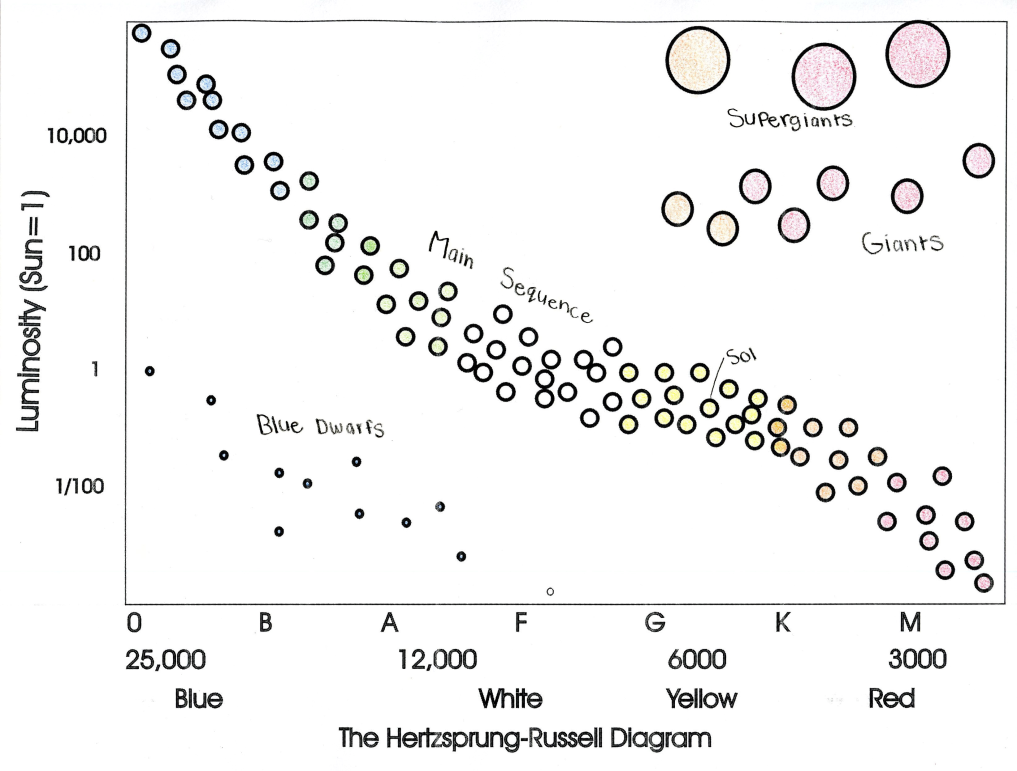 Supergiants
10,000
Giants
100
Main Sequence
Luminosity (Sun=1)
Sol
1
Blue Dwarfs
1/100
O B A F G K M
25,000 12,000 6000 3000
Blue White Yellow Red
The Hertzsprung-Russell Diagram